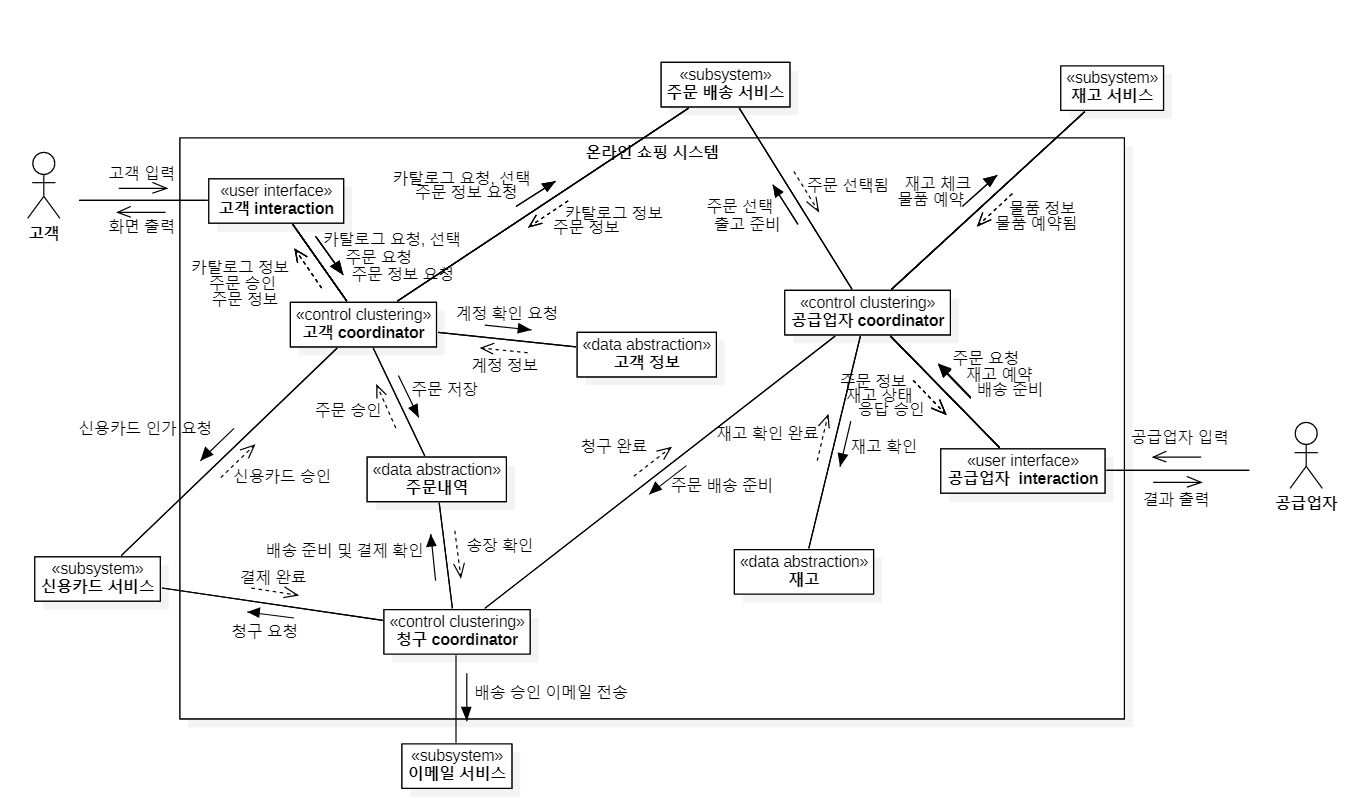 «subsystem»
주문 배송 서비스
«subsystem»
재고 서비스
온라인 쇼핑 시스템
고객
고객 입력
화면 출력
«user interface»
고객 interaction
카탈로그 요청, 선택
주문 정보 요청
카탈로그 정보
주문 정보
주문 선택됨
주문 선택
출고 준비
재고 체크
물품 예약
물품 정보
물품 예약됨
카탈로그 요청, 선택
주문 요청
주문 정보 요청
카탈로그 정보
주문 승인
주문 정보
«control clustering»
고객 coordinator
계정 확인 요청
계정 정보
«data abstraction»
고객 정보
«control clustering»
공급업자 coordinator
주문 요청
재고 예약
배송 준비
주문 정보
재고 상태
응답 승인
주문 저장
주문 승인
신용카드 인가 요청
신용카드 승인
청구 완료
주문 배송 준비
재고 확인 완료
재고 확인
«user interface»
공급업자 interaction
공급업자 입력
결과 출력
공급업자
«data abstraction»
주문내역
배송 준비 및 결제 확인
송장 확인
«data abstraction»
재고
«subsystem»
신용카드 서비스
결제 완료
청구 요청
«control clustering»
청구 coordinator
배송 승인 이메일 전송
«subsystem»
이메일 서비스